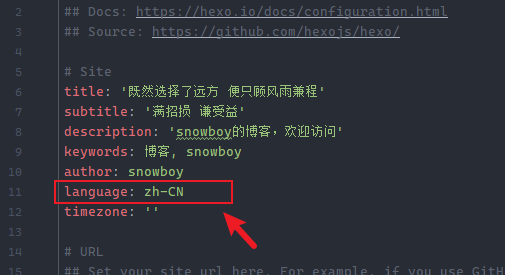 2 ## Docs: https://hexo.io/docs/configuration.html
3 ## Source: https://github.com/hexojs/hexo/
4
5 # Site
6 title: '既然选择了远方 便只顾风雨兼程'
7 subtitle: '满招损 谦受益'
8 description: 'snowboy的博客，欢迎访问'
9 keywords: 博客, snowboy
10 author: snowboy
11 language: zh-CN
12 timezone: ''
13
14 # URL
15 ## Set your site url here. For example, if you use GitH